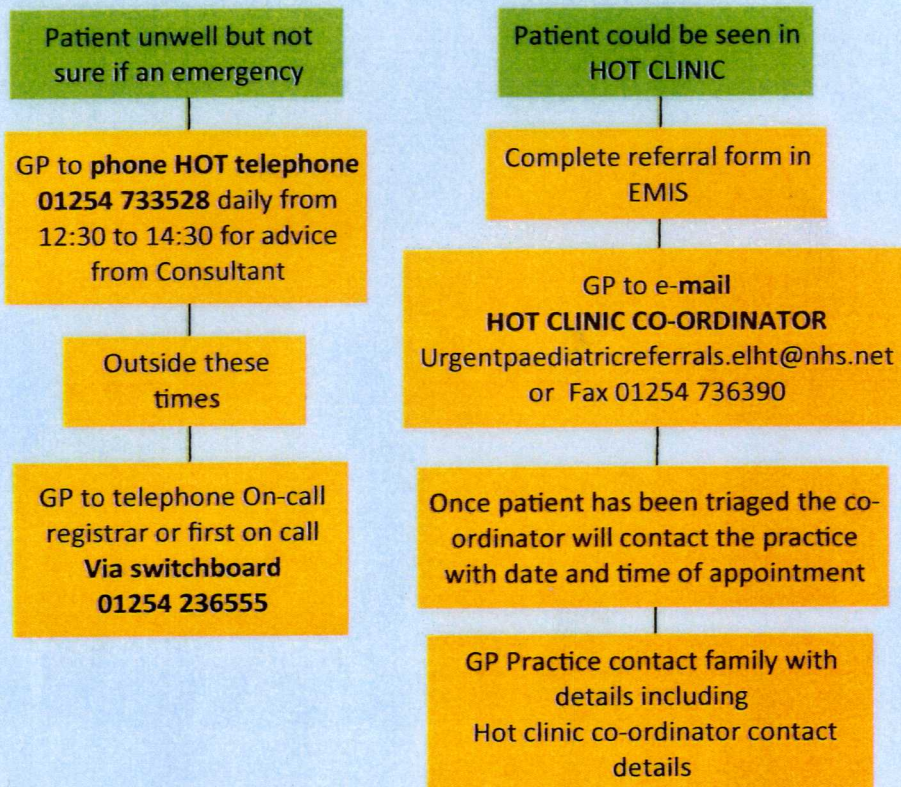 Patient unwell but not
sure if an emergency
GP to phone HOT telephone
01254 733528 daily from
12:30 to 14:30 for advice
from Consultant
Outside these
times
GP to telephone On-call
registrar or first on call
Via switchboard
01254 236555
Patient could be seen in
HOT CLINIC
Complete referral form in
EMIS
GP to e-mail
HOT CLINIC CO-ORDINATOR
Urgentpaediatricreferrals.elht@nhs.net
or Fax 01254 736390
Once patient has been triaged the co-
ordinator will contact the practice
with date and time of appointment
GP Practice contact family with
details including
Hot clinic co-ordinator contact
details